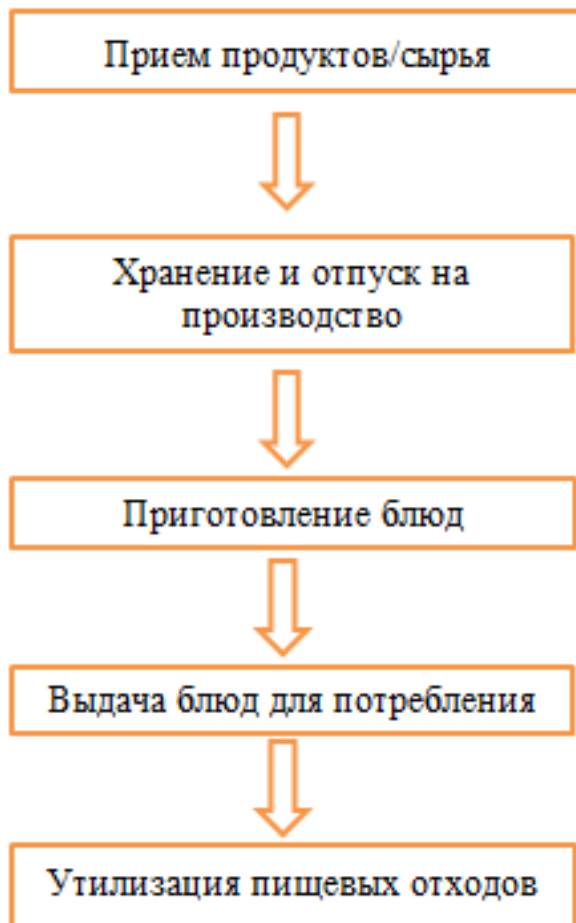 Прием продуктов/сырья
Хранение и отпуск на
производство
Приготовление блюд
Выдача блюд для потребления
Утилизация пищевых отходов